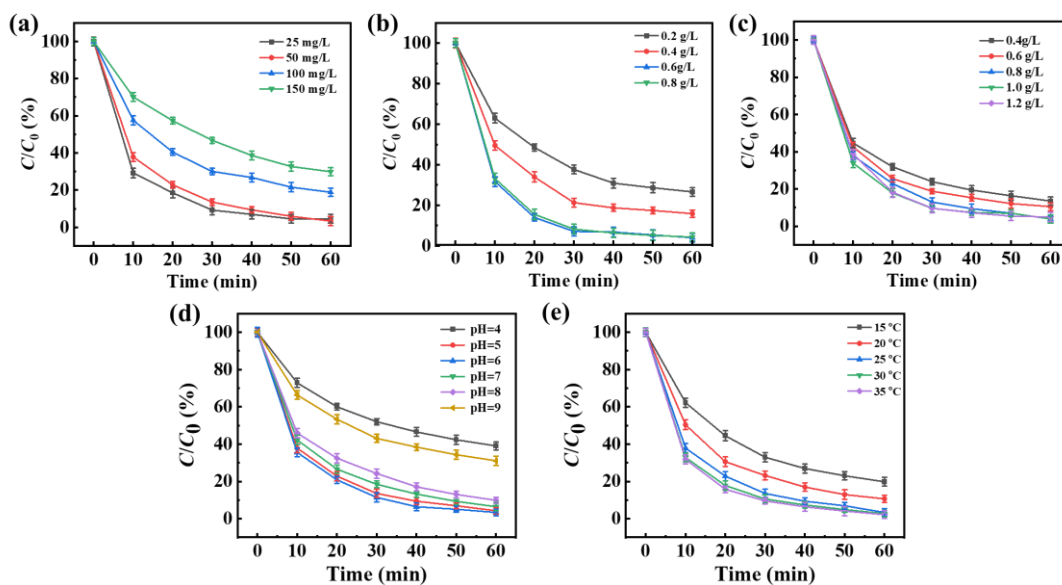 (a)
C/C0 (%)
100
80
60
40
20
0
0 10 20 30 40 50 60
Time (min)
25 mg/L
50 mg/L
100 mg/L
150 mg/L
(b)
C/C0 (%)
100
80
60
40
20
0
0 10 20 30 40 50 60
Time (min)
0.2 g/L
0.4 g/L
0.6g/L
0.8 g/L
(c)
C/C0 (%)
100
80
60
40
20
0
0 10 20 30 40 50 60
Time (min)
0.4g/L
0.6 g/L
0.8 g/L
1.0 g/L
1.2 g/L
(d)
C/C0 (%)
100
80
60
40
20
0
0 10 20 30 40 50 60
Time (min)
pH=4
pH=5
pH=6
pH=7
pH=8
pH=9
(e)
C/C0 (%)
100
80
60
40
20
0
0 10 20 30 40 50 60
Time (min)
15 °C
20 °C
25 °C
30 °C
35 °C